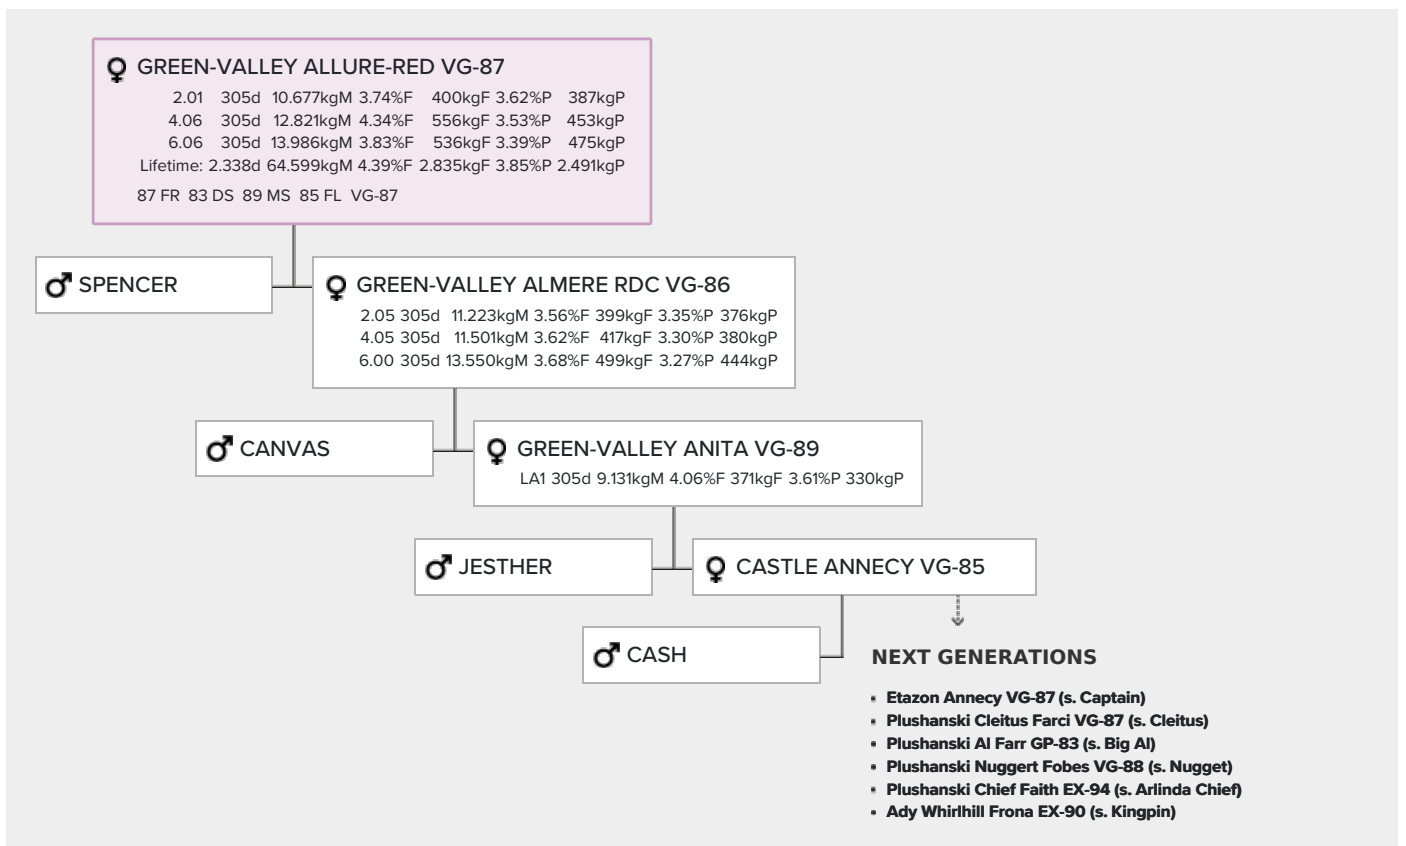 GREEN-VALLEY ALLURE-RED VG-87
2.01 305d 10.677kgM 3.74%F 400kgF 3.62%P 387kgP
4.06 305d 12.821kgM 4.34%F 556kgF 3.53%P 453kgP
6.06 305d 13.986kgM 3.83%F 536kgF 3.39%P 475kgP
Lifetime: 2.338d 64.599kgM 4.39%F 2.835kgF 3.85%P 2.491kgP
87 FR 83 DS 89 MS 85 FL VG-87
SPENCER
GREEN-VALLEY ALMERE RDC VG-86
2.05 305d 11.223kgM 3.56%F 399kgF 3.35%P 376kgP
4.05 305d 11.501kgM 3.62%F 417kgF 3.30%P 380kgP
6.00 305d 13.550kgM 3.68%F 499kgF 3.27%P 444kgP
CANVAS
GREEN-VALLEY ANITA VG-89
LA1 305d 9.131kgM 4.06%F 371kgF 3.61%P 330kgP
JESTHER
CASTLE ANNECY VG-85
CASH
NEXT GENERATIONS
Etazon Annecy VG-87 (s. Captain)
Plushanski Cleitus Farci VG-87 (s. Cleitus)
Plushanski Al Farr GP-83 (s. Big Al)
Plushanski Nuggert Fobes VG-88 (s. Nugget)
Plushanski Chief Faith EX-94 (s. Arlinda Chief)
Ady Whirlhill Frona EX-90 (s. Kingpin)